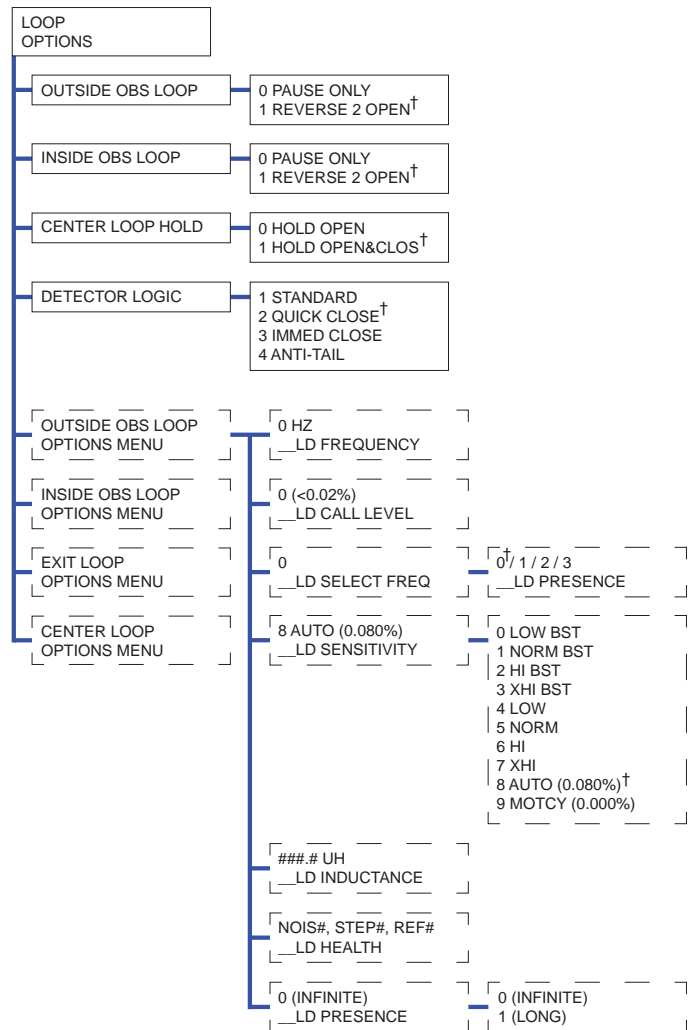 LOOP
OPTIONS
OUTSIDE OBS LOOP
0 PAUSE ONLY
1 REVERSE 2 OPEN†
INSIDE OBS LOOP
0 PAUSE ONLY
1 REVERSE 2 OPEN†
CENTER LOOP HOLD
0 HOLD OPEN
1 HOLD OPEN&CLOS†
DETECTOR LOGIC
1 STANDARD
2 QUICK CLOSE†
3 IMMED CLOSE
4 ANTI-TAIL
OUTSIDE OBS LOOP
OPTIONS MENU
0 HZ
__LD FREQUENCY
INSIDE OBS LOOP
OPTIONS MENU
0 (<0.02%)
__LD CALL LEVEL
EXIT LOOP
OPTIONS MENU
0
__LD SELECT FREQ
0†/ 1 / 2 / 3
__LD PRESENCE
CENTER LOOP
OPTIONS MENU
8 AUTO (0.080%)
__LD SENSITIVITY
0 LOW BST
1 NORM BST
2 HI BST
3 XHI BST
4 LOW
5 NORM
6 HI
7 XHI
8 AUTO (0.080%)†
9 MOTCY (0.000%)
###.# UH
__LD INDUCTANCE
NOIS#, STEP#, REF#
__LD HEALTH
0 (INFINITE)
__LD PRESENCE
0 (INFINITE)
1 (LONG)